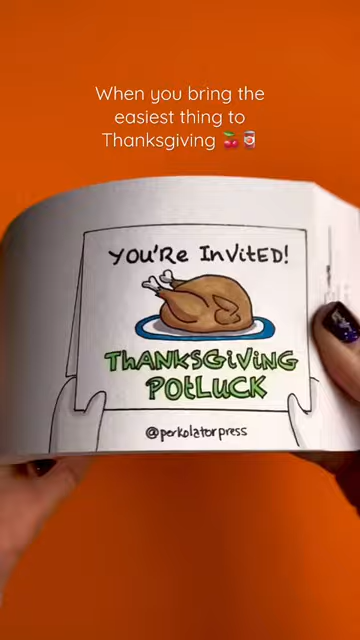 When you bring the
easiest thing to
Thanksgiving 🍒🥫
YOU'Re InVitED!
ThANKSGiViNG
POtLUCK
@perkolatorpress